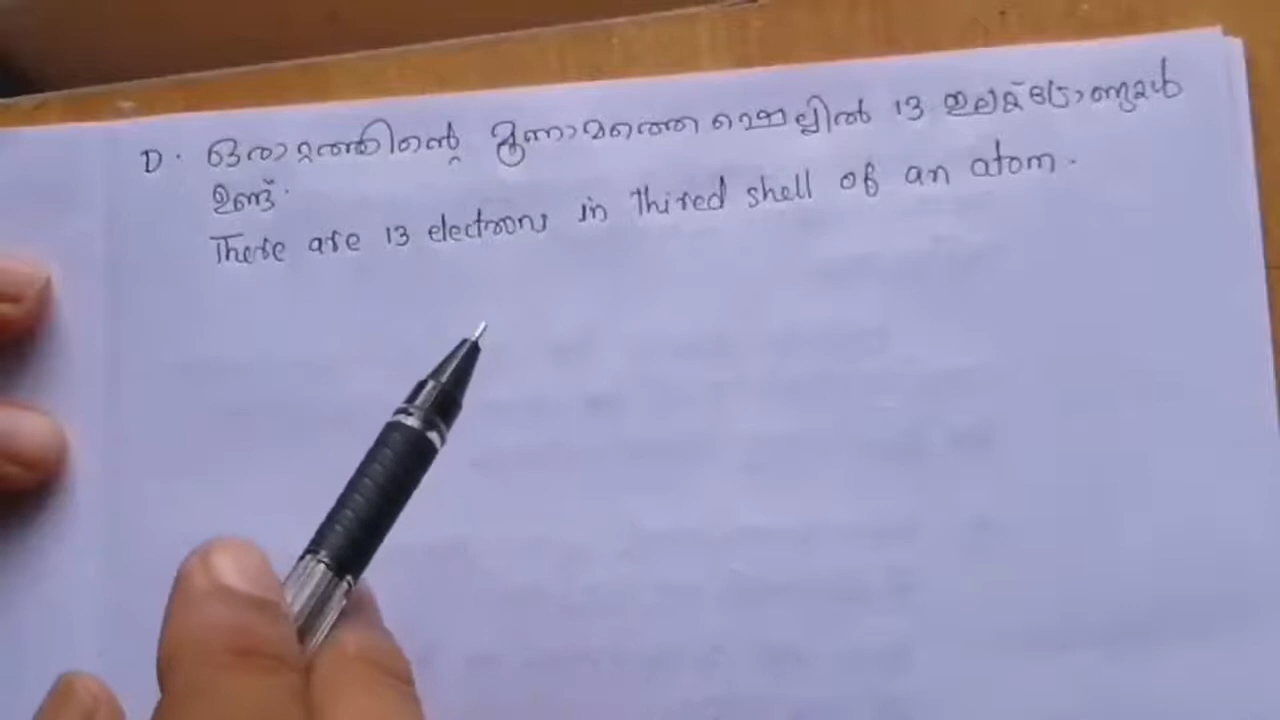 D. ഒരാറ്റത്തിന്റെ മൂന്നാമത്തെ ഷെല്ലിൽ 13 ഇലക്ട്രോണുകൾ
ഉണ്ട്.
There are 13 electrons in thired shell of an atom.